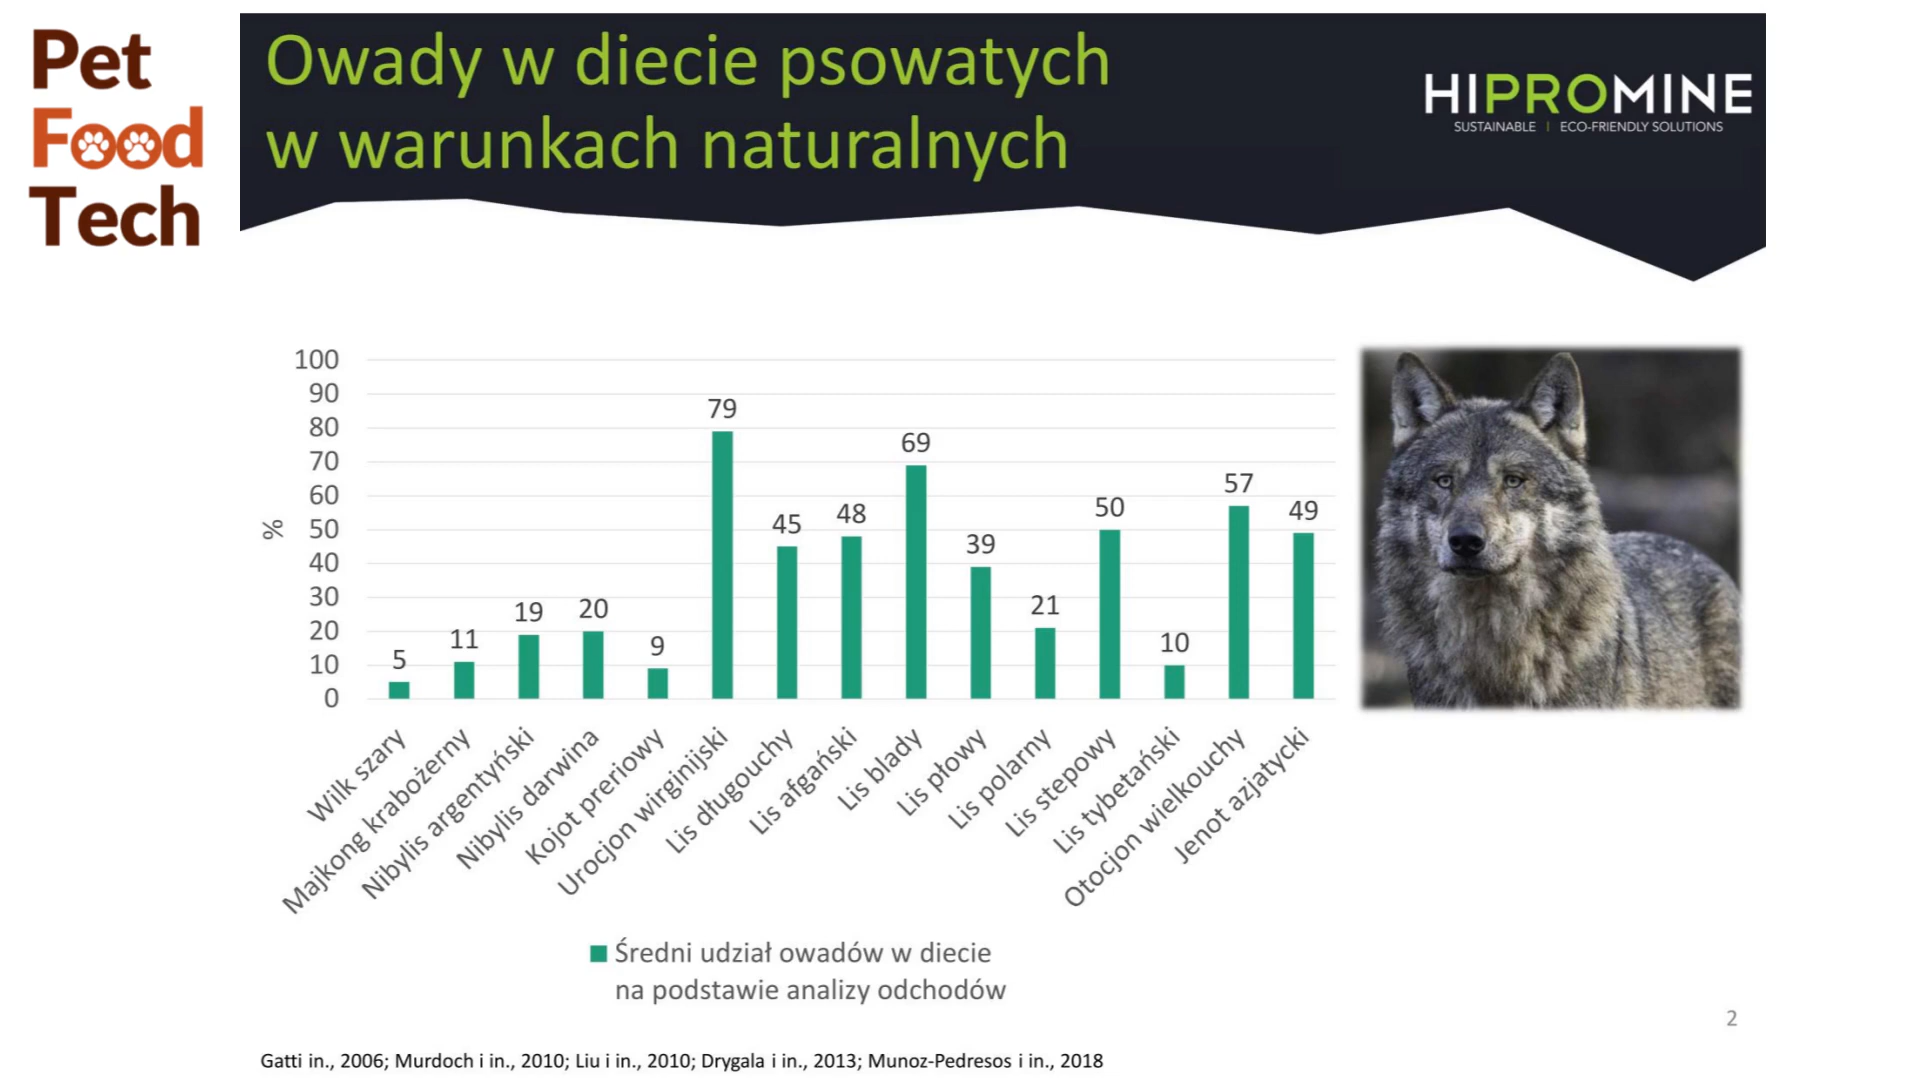 Pet
Food
Tech
Owady w diecie psowatych
w warunkach naturalnych
HIPROMINE
SUSTAINABLE | ECO-FRIENDLY SOLUTIONS
100
90
80
70
60
50
40
30
20
10
0
%
5
11
19
20
9
79
45
48
69
39
21
50
10
57
49
Wilk szary
Majkong krabożerny
Nibylis argentyński
Nibylis darwina
Kojot preriowy
Urocjon wirginijski
Lis długouchy
Lis afgański
Lis blady
Lis płowy
Lis polarny
Lis stepowy
Lis tybetański
Otocjon wielkouchy
Jenot azjatycki
Średni udział owadów w diecie
na podstawie analizy odchodów
2
Gatti in., 2006; Murdoch i in., 2010; Liu i in., 2010; Drygala i in., 2013; Munoz-Pedresos i in., 2018